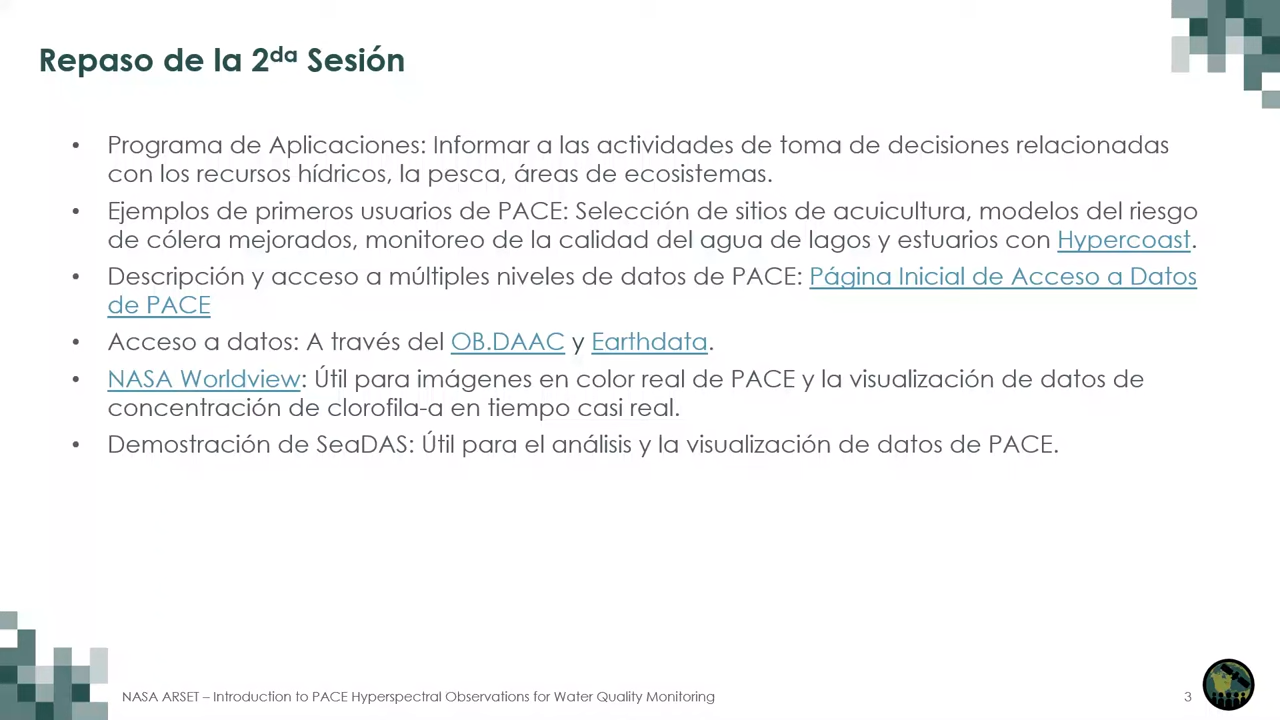 Repaso de la 2da Sesión
• Programa de Aplicaciones: Informar a las actividades de toma de decisiones relacionadas
con los recursos hídricos, la pesca, áreas de ecosistemas.
• Ejemplos de primeros usuarios de PACE: Selección de sitios de acuicultura, modelos del riesgo
de cólera mejorados, monitoreo de la calidad del agua de lagos y estuarios con Hypercoast.
• Descripción y acceso a múltiples niveles de datos de PACE: Página Inicial de Acceso a Datos
de PACE
• Acceso a datos: A través del OB.DAAC y Earthdata.
• NASA Worldview: Útil para imágenes en color real de PACE y la visualización de datos de
concentración de clorofila-a en tiempo casi real.
• Demostración de SeaDAS: Útil para el análisis y la visualización de datos de PACE.
NASA ARSET – Introduction to PACE Hyperspectral Observations for Water Quality Monitoring
3